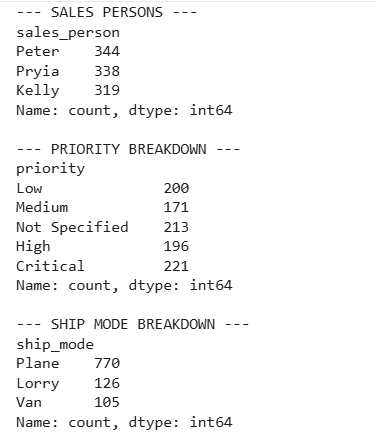 --- SALES PERSONS ---
sales_person
Peter    344
Pryia    338
Kelly    319
Name: count, dtype: int64
--- PRIORITY BREAKDOWN ---
priority
Low              200
Medium           171
Not Specified    213
High             196
Critical         221
Name: count, dtype: int64
--- SHIP MODE BREAKDOWN ---
ship_mode
Plane    770
Lorry    126
Van      105
Name: count, dtype: int64